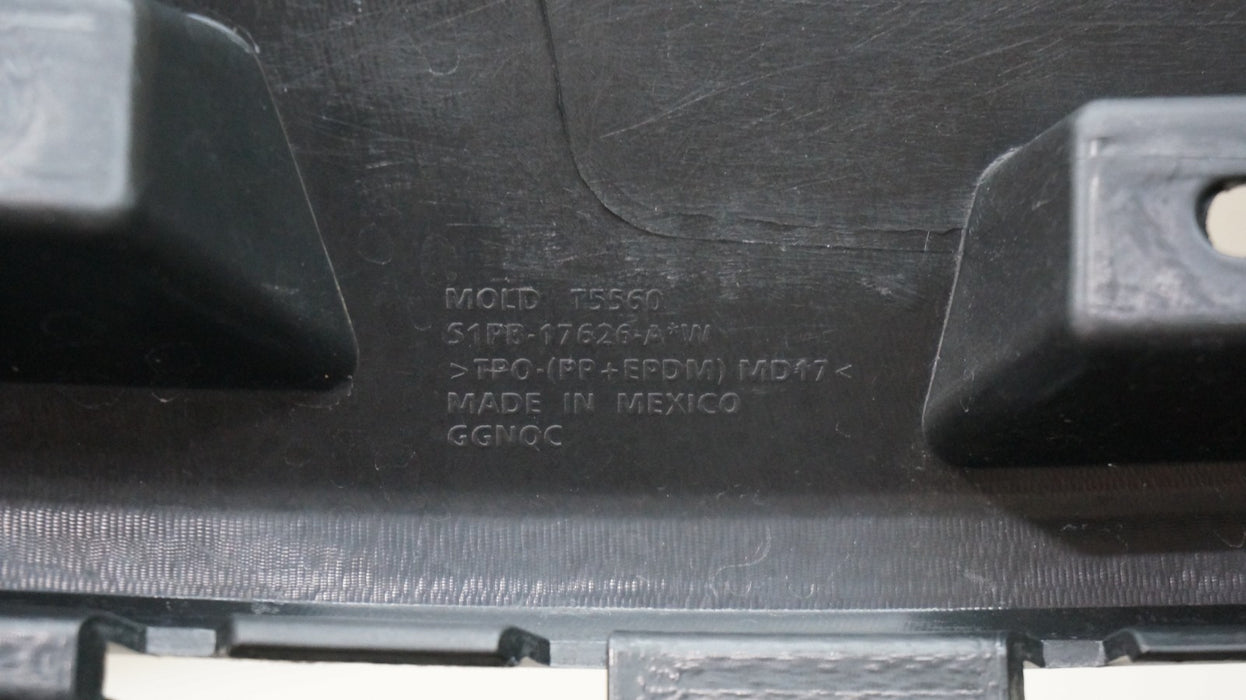 MOLD T5560
S1PB-17626-A*W
>TPO-(PP+EPDM) MD17<
MADE IN MEXICO
GGNQC